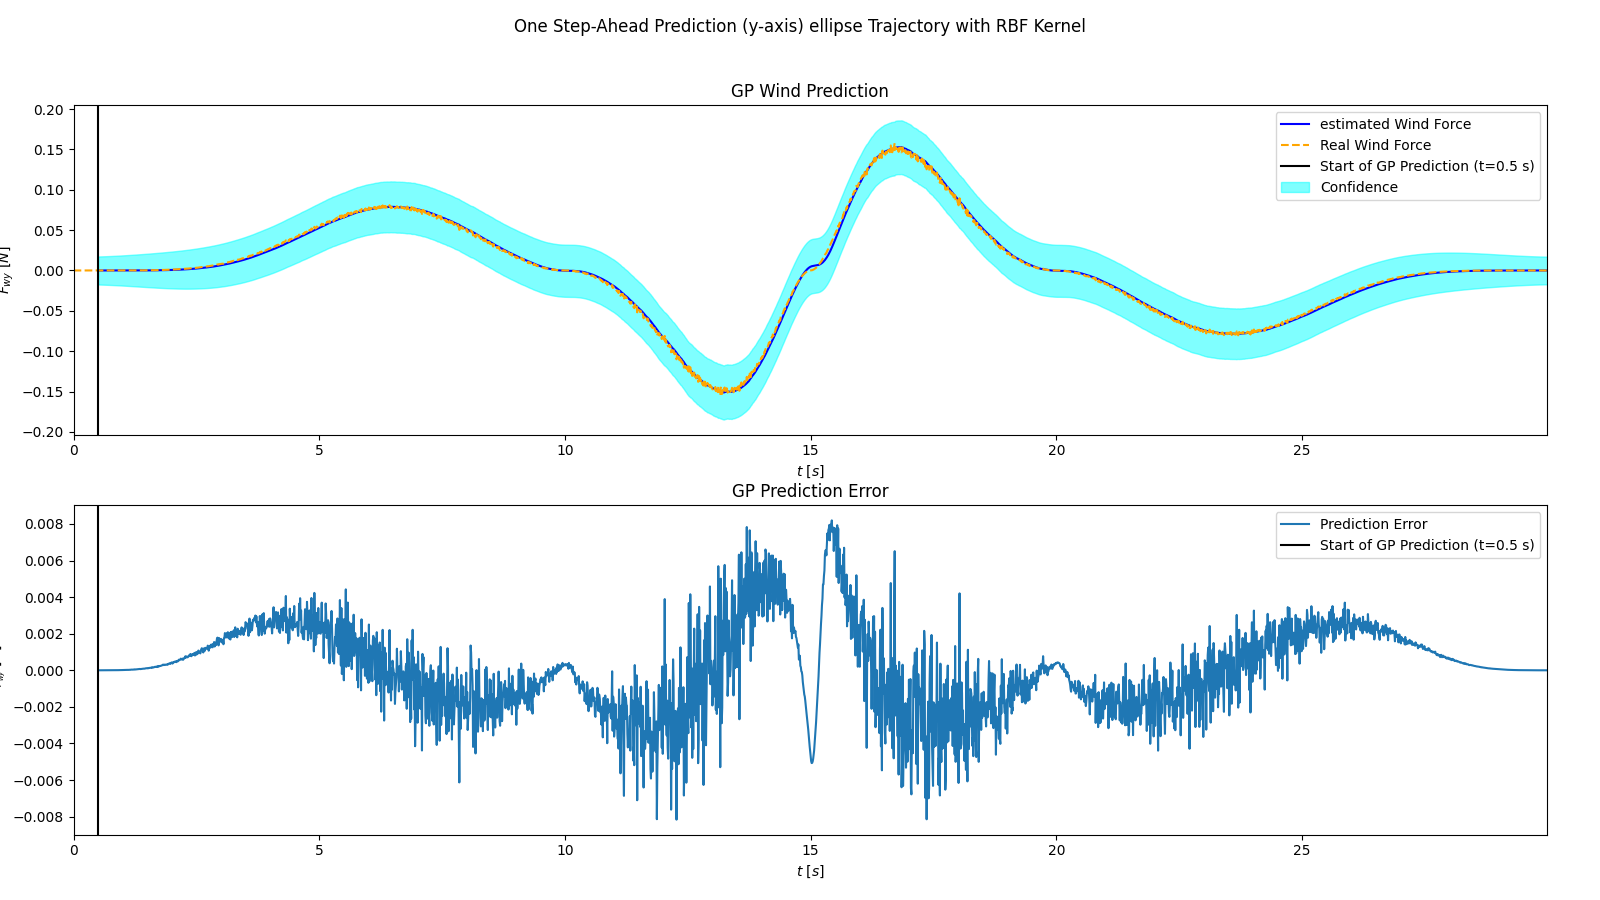 One Step-Ahead Prediction (y-axis) ellipse Trajectory with RBF Kernel
GP Wind Prediction
0.20
0.15
0.10
0.05
0.00
−0.05
−0.10
−0.15
−0.20
F_wy [N]
estimated Wind Force
Real Wind Force
Start of GP Prediction (t=0.5 s)
Confidence
0 5 10 15 20 25
t [s]
GP Prediction Error
0.008
0.006
0.004
0.002
0.000
−0.002
−0.004
−0.006
−0.008
Prediction Error
Start of GP Prediction (t=0.5 s)
0 5 10 15 20 25
t [s]